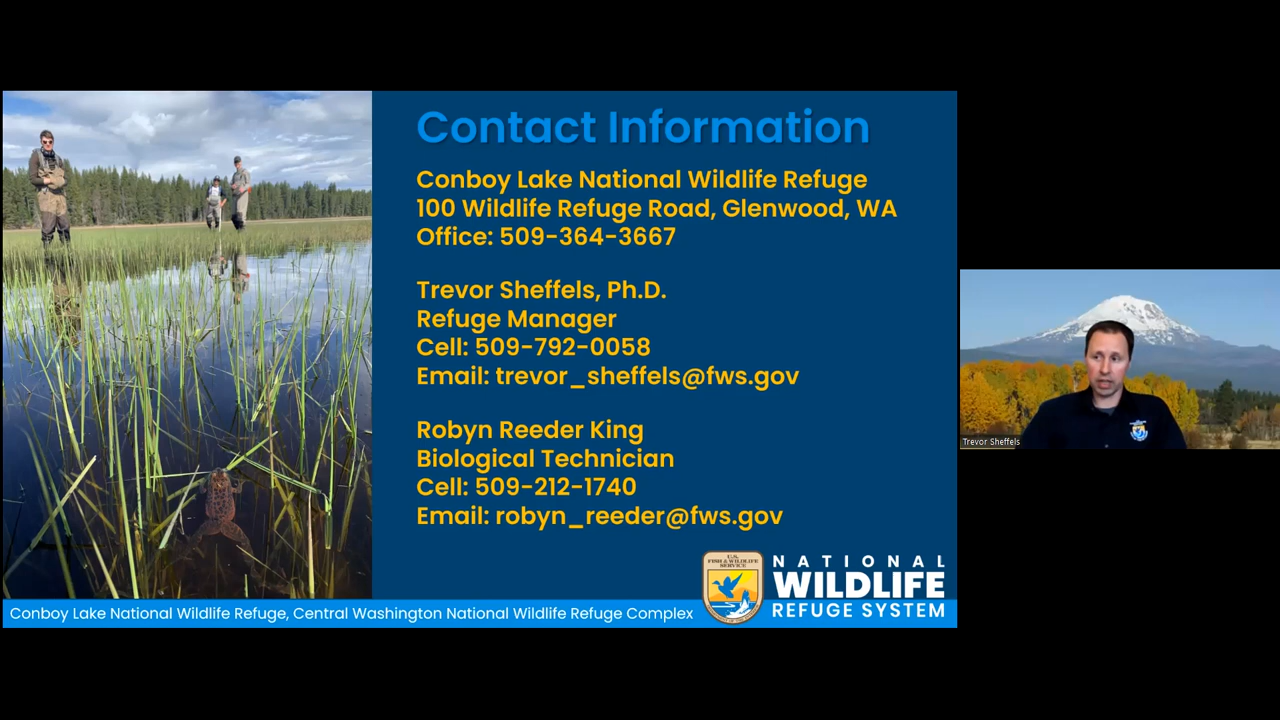 Contact Information
Conboy Lake National Wildlife Refuge
100 Wildlife Refuge Road, Glenwood, WA
Office: 509-364-3667
Trevor Sheffels, Ph.D.
Refuge Manager
Cell: 509-792-0058
Email: trevor_sheffels@fws.gov
Robyn Reeder King
Biological Technician
Cell: 509-212-1740
Email: robyn_reeder@fws.gov
U.S.
FISH & WILDLIFE
SERVICE
NATIONAL
WILDLIFE
REFUGE SYSTEM
Conboy Lake National Wildlife Refuge, Central Washington National Wildlife Refuge Complex
Trevor Sheffels